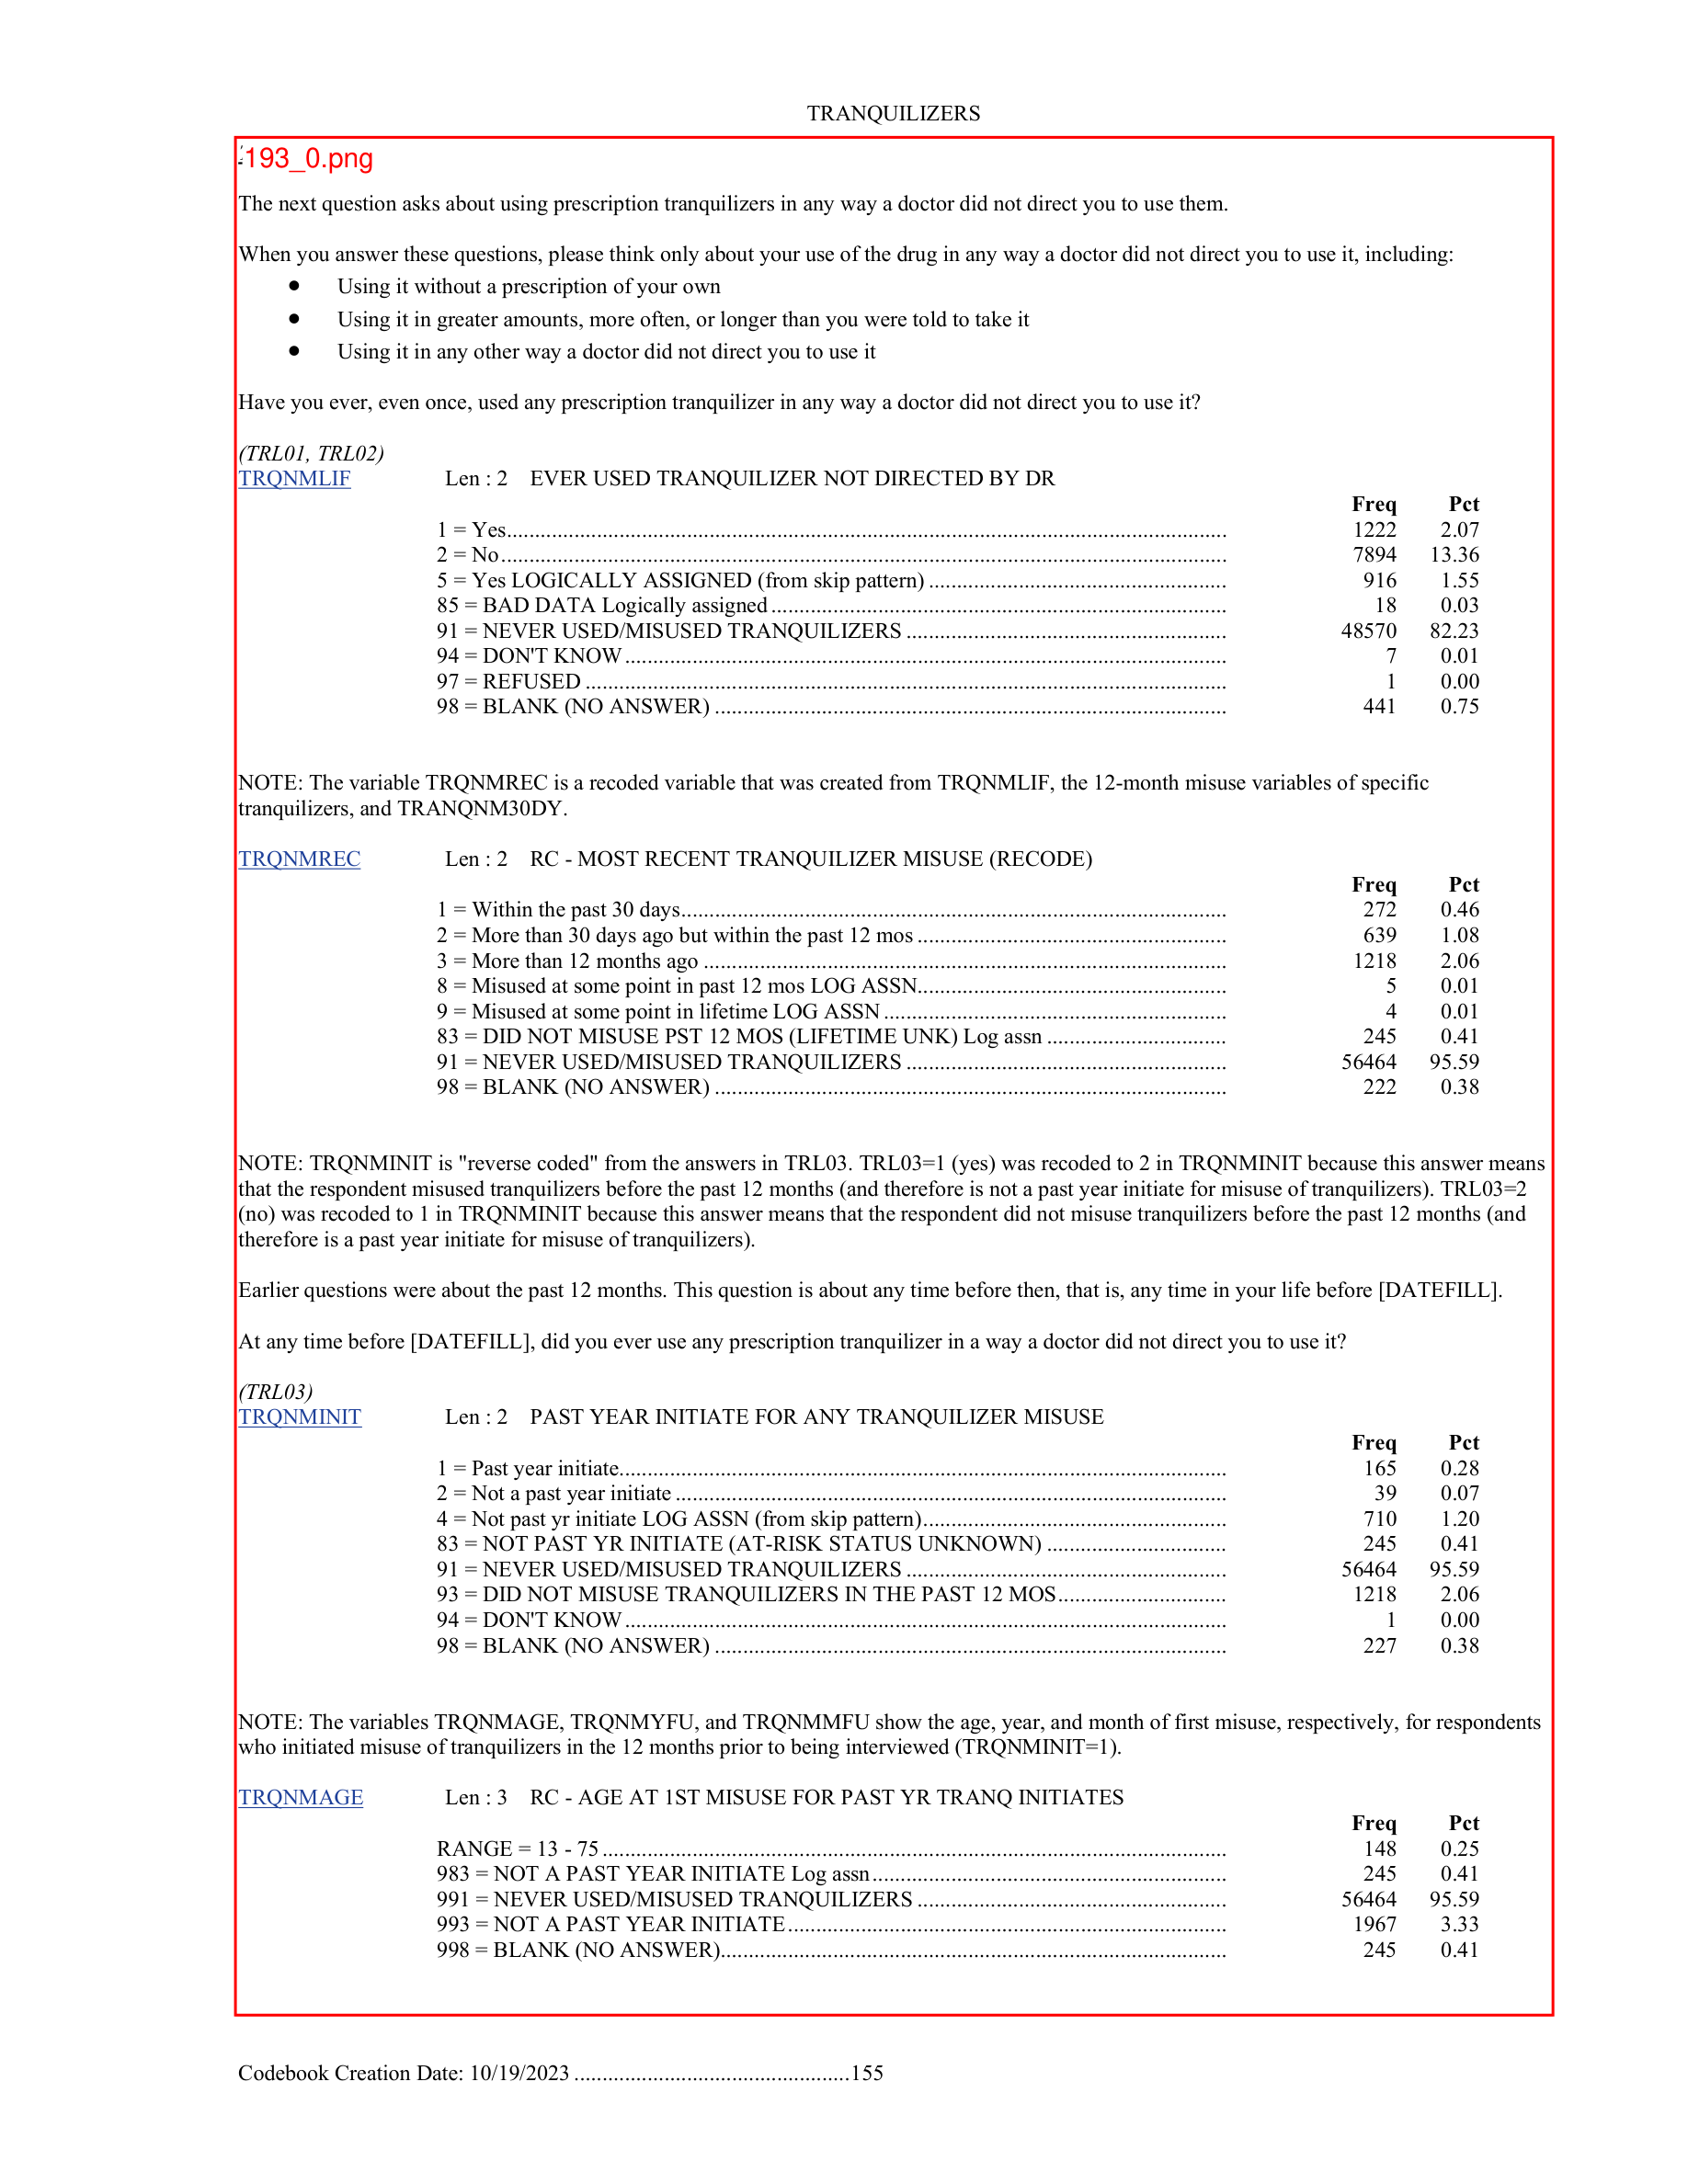 TRANQUILIZERS
193_0.png
The next question asks about using prescription tranquilizers in any way a doctor did not direct you to use them.
When you answer these questions, please think only about your use of the drug in any way a doctor did not direct you to use it, including:
● Using it without a prescription of your own
● Using it in greater amounts, more often, or longer than you were told to take it
● Using it in any other way a doctor did not direct you to use it
Have you ever, even once, used any prescription tranquilizer in any way a doctor did not direct you to use it?
(TRL01, TRL02)
TRQNMLIF Len : 2 EVER USED TRANQUILIZER NOT DIRECTED BY DR
Freq Pct
1 = Yes 1222 2.07
2 = No 7894 13.36
5 = Yes LOGICALLY ASSIGNED (from skip pattern) 916 1.55
85 = BAD DATA Logically assigned 18 0.03
91 = NEVER USED/MISUSED TRANQUILIZERS 48570 82.23
94 = DON'T KNOW 7 0.01
97 = REFUSED 1 0.00
98 = BLANK (NO ANSWER) 441 0.75
NOTE: The variable TRQNMREC is a recoded variable that was created from TRQNMLIF, the 12-month misuse variables of specific
tranquilizers, and TRANQNM30DY.
TRQNMREC Len : 2 RC - MOST RECENT TRANQUILIZER MISUSE (RECODE)
Freq Pct
1 = Within the past 30 days 272 0.46
2 = More than 30 days ago but within the past 12 mos 639 1.08
3 = More than 12 months ago 1218 2.06
8 = Misused at some point in past 12 mos LOG ASSN 5 0.01
9 = Misused at some point in lifetime LOG ASSN 4 0.01
83 = DID NOT MISUSE PST 12 MOS (LIFETIME UNK) Log assn 245 0.41
91 = NEVER USED/MISUSED TRANQUILIZERS 56464 95.59
98 = BLANK (NO ANSWER) 222 0.38
NOTE: TRQNMINIT is "reverse coded" from the answers in TRL03. TRL03=1 (yes) was recoded to 2 in TRQNMINIT because this answer means
that the respondent misused tranquilizers before the past 12 months (and therefore is not a past year initiate for misuse of tranquilizers). TRL03=2
(no) was recoded to 1 in TRQNMINIT because this answer means that the respondent did not misuse tranquilizers before the past 12 months (and
therefore is a past year initiate for misuse of tranquilizers).
Earlier questions were about the past 12 months. This question is about any time before then, that is, any time in your life before [DATEFILL].
At any time before [DATEFILL], did you ever use any prescription tranquilizer in a way a doctor did not direct you to use it?
(TRL03)
TRQNMINIT Len : 2 PAST YEAR INITIATE FOR ANY TRANQUILIZER MISUSE
Freq Pct
1 = Past year initiate 165 0.28
2 = Not a past year initiate 39 0.07
4 = Not past yr initiate LOG ASSN (from skip pattern) 710 1.20
83 = NOT PAST YR INITIATE (AT-RISK STATUS UNKNOWN) 245 0.41
91 = NEVER USED/MISUSED TRANQUILIZERS 56464 95.59
93 = DID NOT MISUSE TRANQUILIZERS IN THE PAST 12 MOS 1218 2.06
94 = DON'T KNOW 1 0.00
98 = BLANK (NO ANSWER) 227 0.38
NOTE: The variables TRQNMAGE, TRQNMYFU, and TRQNMMFU show the age, year, and month of first misuse, respectively, for respondents
who initiated misuse of tranquilizers in the 12 months prior to being interviewed (TRQNMINIT=1).
TRQNMAGE Len : 3 RC - AGE AT 1ST MISUSE FOR PAST YR TRANQ INITIATES
Freq Pct
RANGE = 13 - 75 148 0.25
983 = NOT A PAST YEAR INITIATE Log assn 245 0.41
991 = NEVER USED/MISUSED TRANQUILIZERS 56464 95.59
993 = NOT A PAST YEAR INITIATE 1967 3.33
998 = BLANK (NO ANSWER) 245 0.41
Codebook Creation Date: 10/19/2023 155